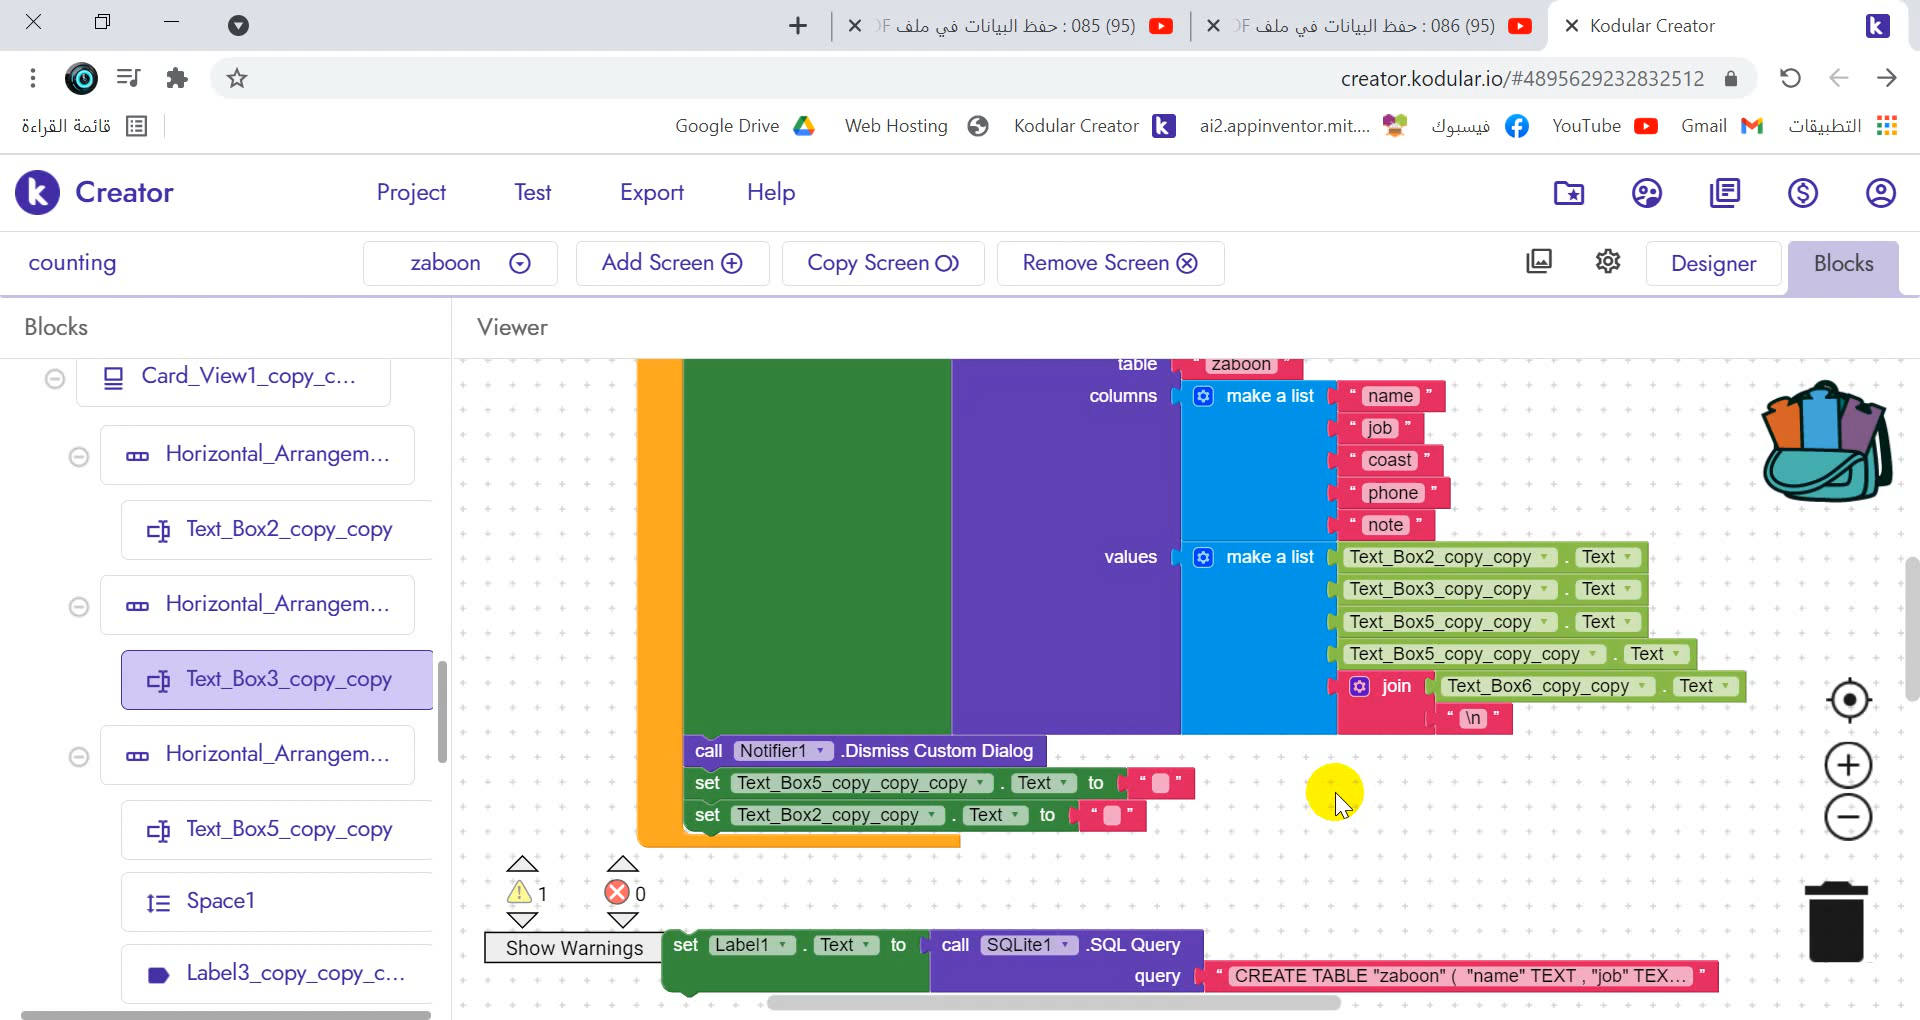 085 (95) : حفظ البيانات في ملف
086 (95) : حفظ البيانات في ملف
Kodular Creator
creator.kodular.io/#4895629232832512
قائمة القراءة
Google Drive
Web Hosting
Kodular Creator
ai2.appinventor.mit....
فيسبوك
YouTube
Gmail
التطبيقات
Creator
Project
Test
Export
Help
counting
zaboon
Add Screen
Copy Screen
Remove Screen
Designer
Blocks
Blocks
Viewer
Card_View1_copy_c...
Horizontal_Arrangem...
Text_Box2_copy_copy
Horizontal_Arrangem...
Text_Box3_copy_copy
Horizontal_Arrangem...
Text_Box5_copy_copy
Space1
Label3_copy_copy_c...
table " zaboon "
columns make a list " name "
" job "
" coast "
" phone "
" note "
values make a list Text_Box2_copy_copy . Text
Text_Box3_copy_copy . Text
Text_Box5_copy_copy . Text
Text_Box5_copy_copy_copy . Text
join Text_Box6_copy_copy . Text
" \n "
call Notifier1 .Dismiss Custom Dialog
set Text_Box5_copy_copy_copy . Text to " "
set Text_Box2_copy_copy . Text to " "
1
0
Show Warnings
set Label1 . Text to call SQLite1 .SQL Query
query " CREATE TABLE "zaboon" ( "name" TEXT , "job" TEX... "